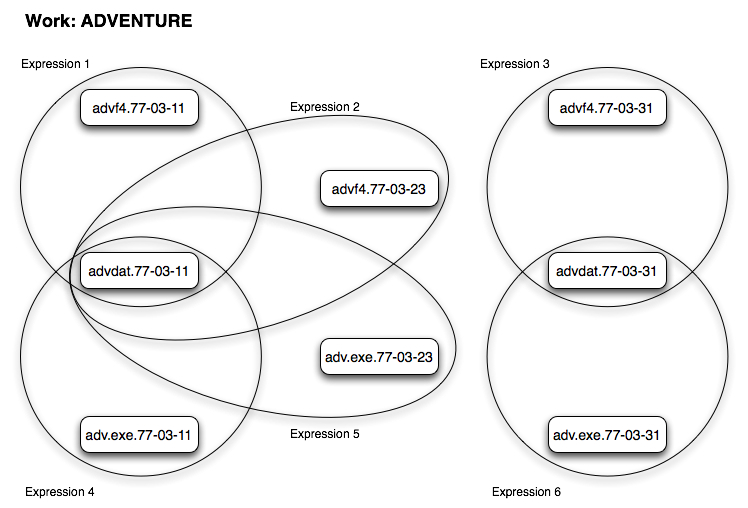 Work: ADVENTURE
Expression 1
Expression 3
advf4.77-03-11
Expression 2
advf4.77-03-31
advf4.77-03-23
advdat.77-03-11
advdat.77-03-31
adv.exe.77-03-23
adv.exe.77-03-11
Expression 5
adv.exe.77-03-31
Expression 4
Expression 6